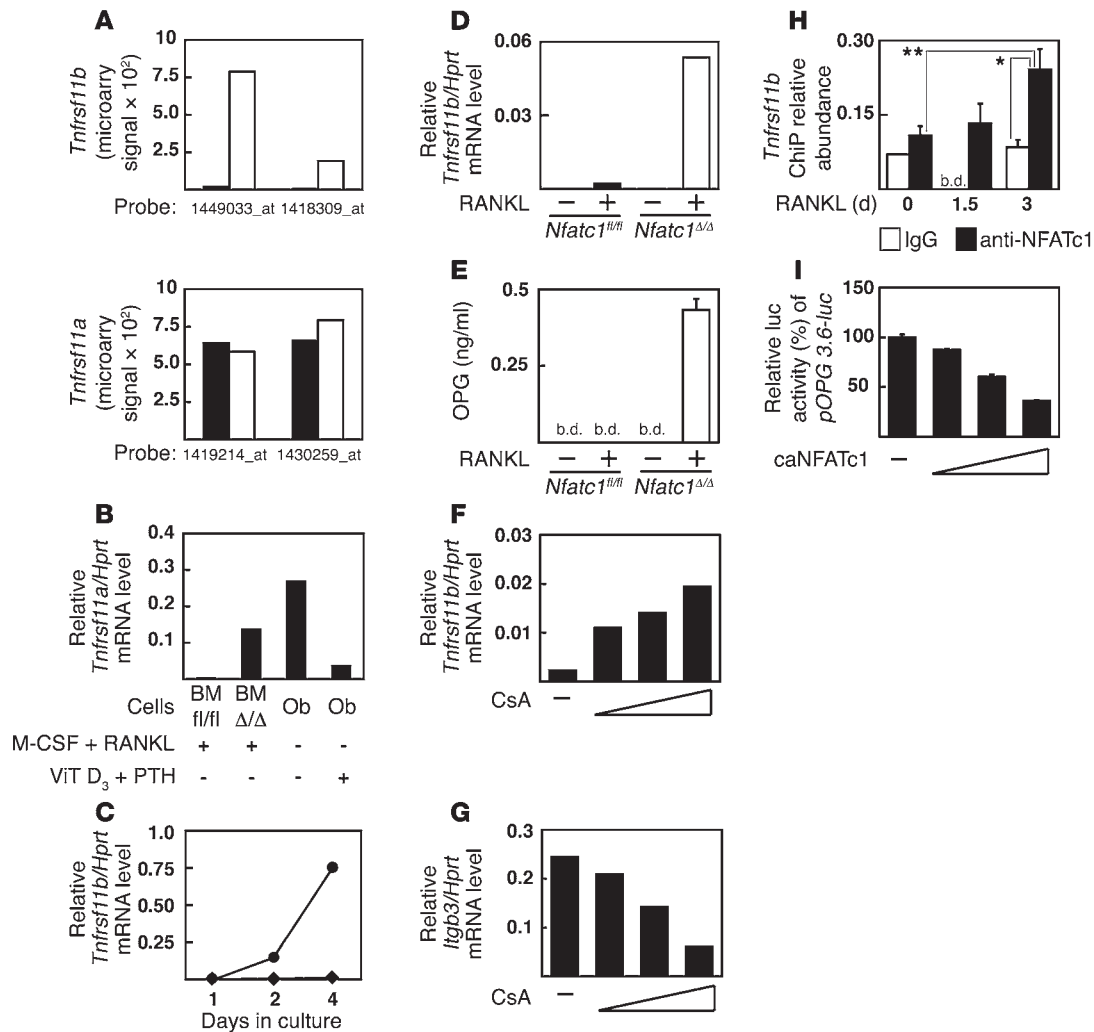 A
Tnfrsf11b
(microarry
signal × 10²)
10
7.5
5.0
2.5
Probe: 1449033_at 1418309_at
Tnfrsf11a
(microarry
signal × 10²)
10
7.5
5.0
2.5
Probe: 1419214_at 1430259_at
B
Relative
Tnfrsf11a/Hprt
mRNA level
0.4
0.3
0.2
0.1
Cells
BM fl/fl
BM Δ/Δ
Ob
Ob
M-CSF + RANKL + + - -
ViT D₃ + PTH - - - +
C
Relative
Tnfrsf11b/Hprt
mRNA level
1.0
0.75
0.50
0.25
1 2 4
Days in culture
D
Relative
Tnfrsf11b/Hprt
mRNA level
0.06
0.03
RANKL − + − +
Nfatc1fl/fl Nfatc1Δ/Δ
E
OPG (ng/ml)
0.5
0.25
b.d. b.d. b.d.
RANKL − + − +
Nfatc1fl/fl Nfatc1Δ/Δ
F
Relative
Tnfrsf11b/Hprt
mRNA level
0.03
0.02
0.01
CsA −
G
Relative
Itgb3/Hprt
mRNA level
0.3
0.2
0.1
CsA −
H
Tnfrsf11b
ChiP relative
abundance
0.30
0.15
**
*
b.d.
RANKL (d) 0 1.5 3
IgG anti-NFATc1
I
Relative luc
activity (%) of
pOPG 3.6-luc
150
100
50
caNFATc1 −